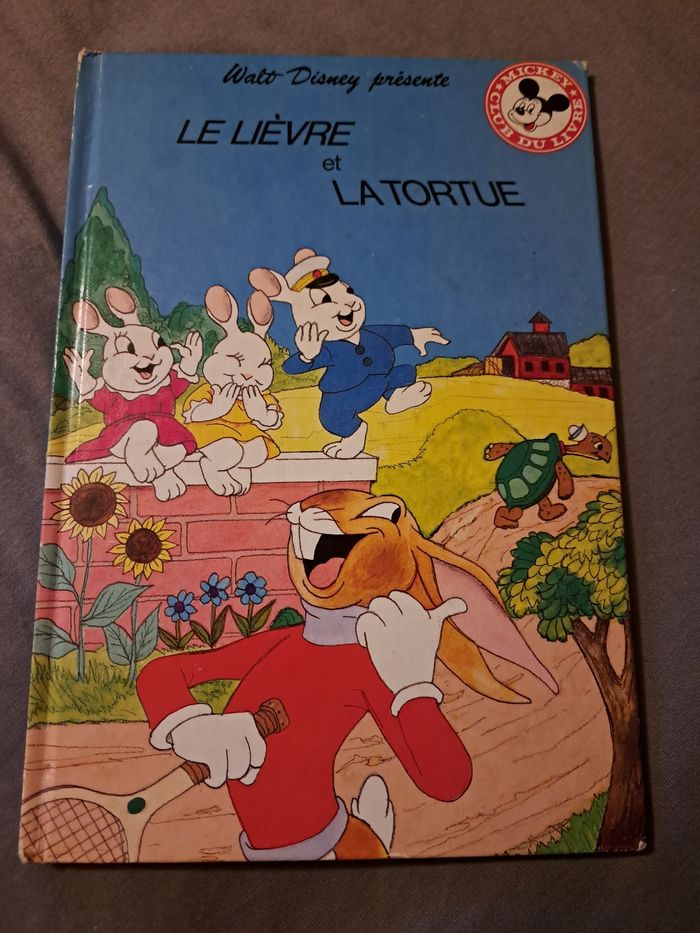 Walt Disney présente
MICKEY
CLUB DU LIVRE
LE LIÈVRE
et
LA TORTUE